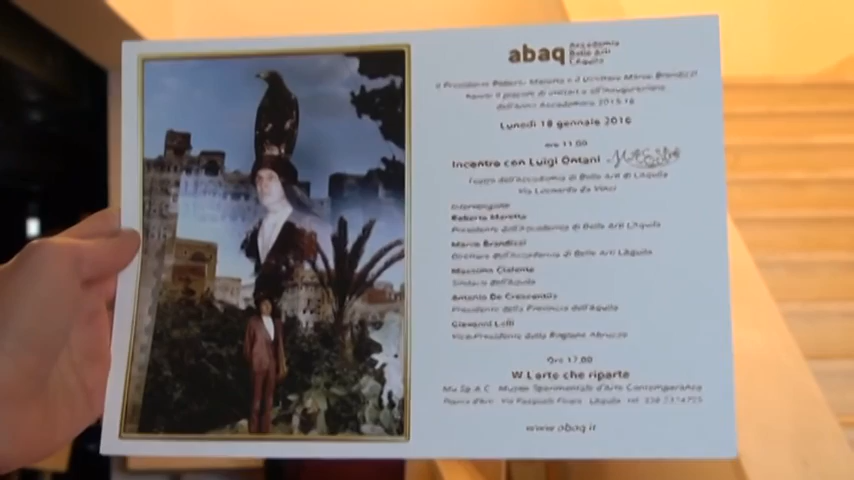 abaq Accademia
Belle Arti
L'Aquila
Il Presidente Roberto Marotta e il Direttore Marco Brandizzi
hanno il piacere di invitarLa all'inaugurazione
dell'anno Accademico 2015.16
Lunedì 18 gennaio 2016
ore 11.00
Incontro con Luigi Ontani
Teatro dell'Accademia di Belle Arti di L'Aquila
Via Leonardo da Vinci
Intervengono
Roberto Marotta
Presidente dell'Accademia di Belle Arti L'Aquila
Marco Brandizzi
Direttore dell'Accademia di Belle Arti L'Aquila
Massimo Cialente
Sindaco dell'Aquila
Antonio De Crescentiis
Presidente della Provincia dell'Aquila
Giovanni Lolli
Vice-Presidente della Regione Abruzzo
Ore 17.00
W L'arte che riparte
Mu.Sp.A.C. Museo Sperimentale d'Arte Contemporanea
Piazza d'Arti Via Pasquale Ficara L'Aquila tel
www.abaq.it